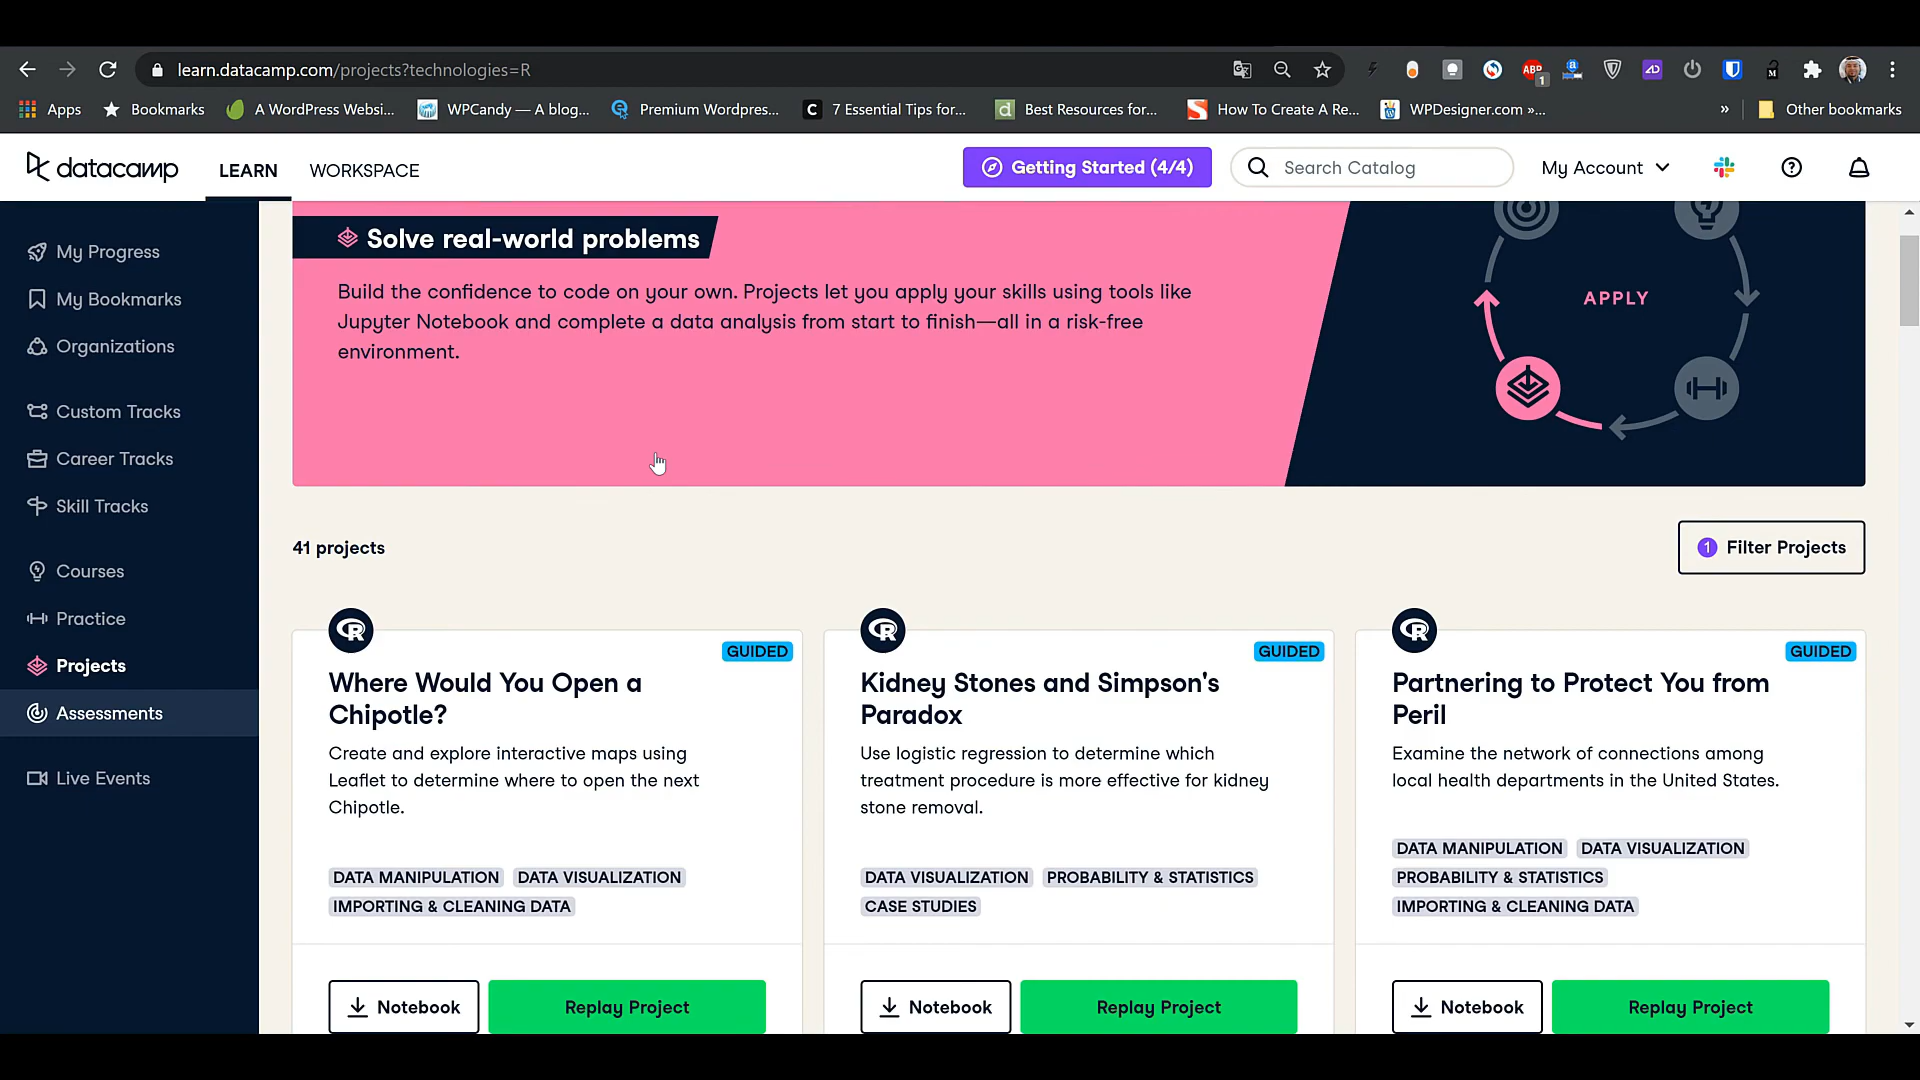 learn.datacamp.com/projects?technologies=R
ABP
1
a
AD
M
Apps
Bookmarks
A WordPress Websi...
WPCandy — A blog...
Premium Wordpres...
7 Essential Tips for...
Best Resources for...
How To Create A Re...
WPDesigner.com »...
»
Other bookmarks
datacamp
LEARN
WORKSPACE
Getting Started (4/4)
Search Catalog
My Account
My Progress
My Bookmarks
Organizations
Custom Tracks
Career Tracks
Skill Tracks
Courses
Practice
Projects
Assessments
Live Events
Solve real-world problems
Build the confidence to code on your own. Projects let you apply your skills using tools like
Jupyter Notebook and complete a data analysis from start to finish—all in a risk-free
environment.
APPLY
41 projects
1 Filter Projects
R
GUIDED
Where Would You Open a
Chipotle?
Create and explore interactive maps using
Leaflet to determine where to open the next
Chipotle.
DATA MANIPULATION DATA VISUALIZATION
IMPORTING & CLEANING DATA
Notebook
Replay Project
R
GUIDED
Kidney Stones and Simpson's
Paradox
Use logistic regression to determine which
treatment procedure is more effective for kidney
stone removal.
DATA VISUALIZATION PROBABILITY & STATISTICS
CASE STUDIES
Notebook
Replay Project
R
GUIDED
Partnering to Protect You from
Peril
Examine the network of connections among
local health departments in the United States.
DATA MANIPULATION DATA VISUALIZATION
PROBABILITY & STATISTICS
IMPORTING & CLEANING DATA
Notebook
Replay Project